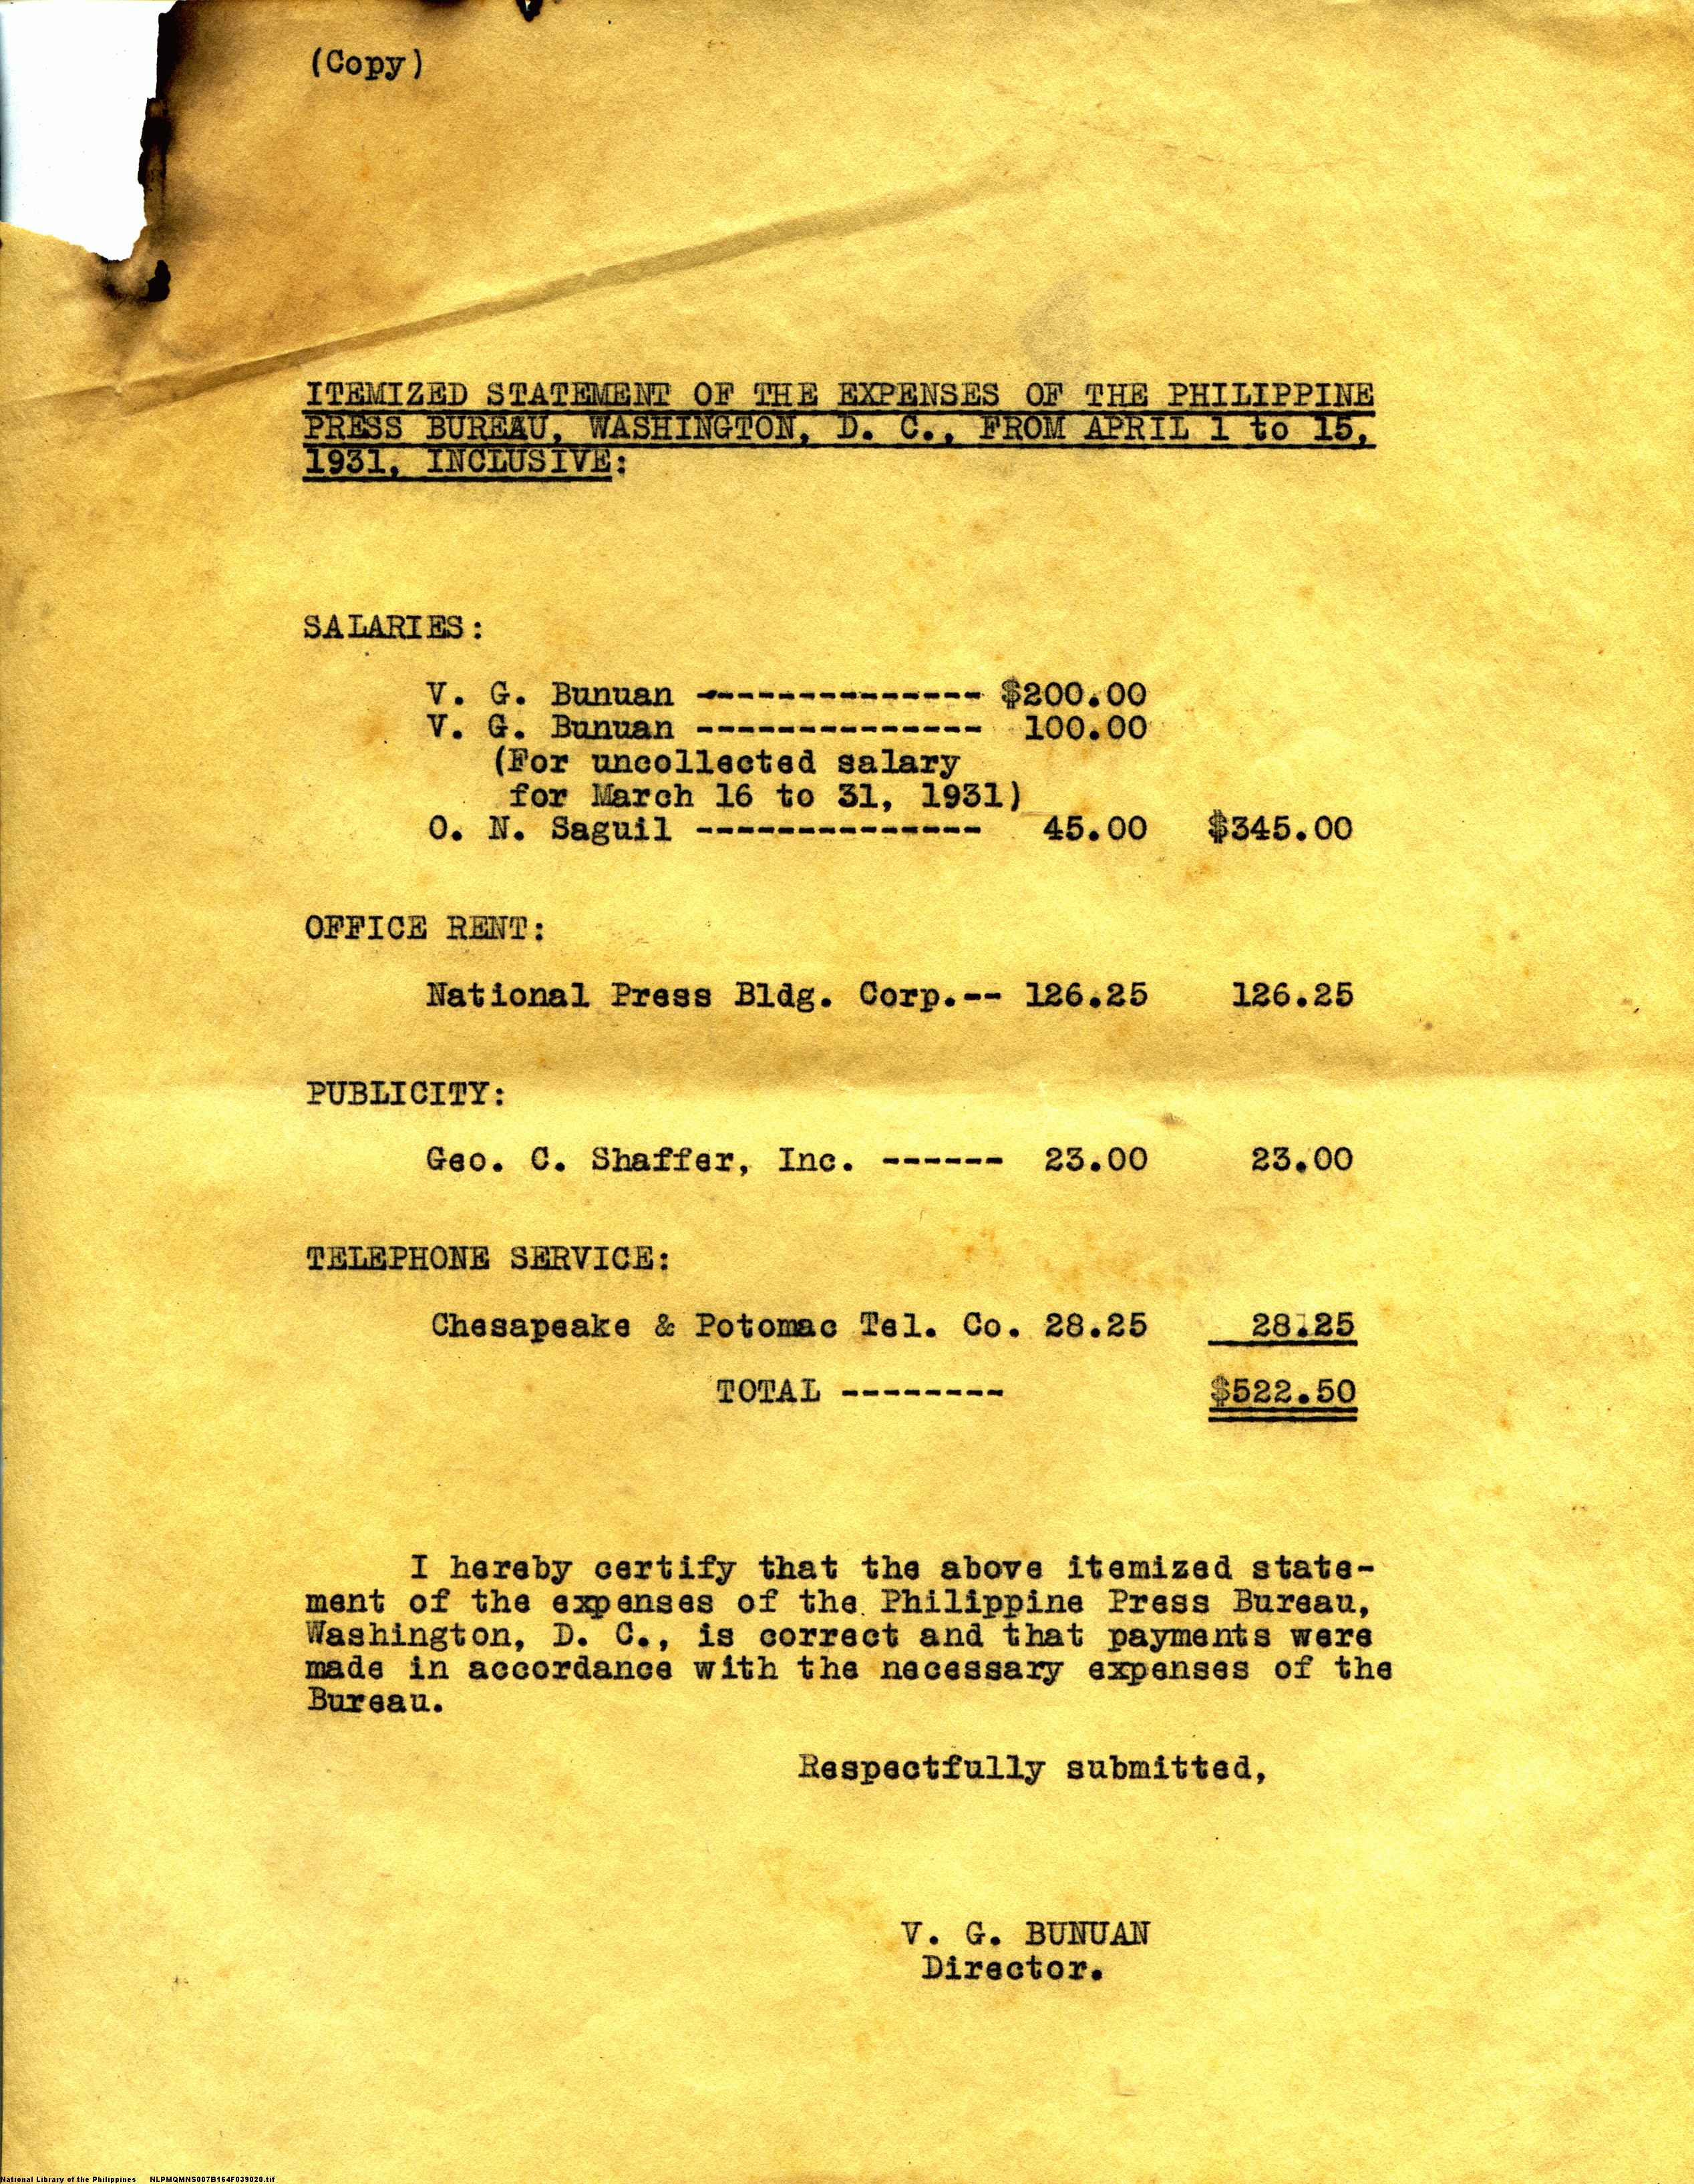 (Copy)
ITEMIZED STATEMENT OF THE EXPENSES OF THE PHILIPPINE
PRESS BUREAU, WASHINGTON, D. C., FROM APRIL 1 to 15,
1931, INCLUSIVE:
SALARIES:
V. G. Bunuan -------------- $200.00
V. G. Bunuan -------------- 100.00
(For uncollected salary
for March 16 to 31, 1931)
O. N. Saguil -------------- 45.00 $345.00
OFFICE RENT:
National Press Bldg. Corp.-- 126.25 126.25
PUBLICITY:
Geo. C. Shaffer, Inc. ------ 23.00 23.00
TELEPHONE SERVICE:
Chesapeake & Potomac Tel. Co. 28.25 28.25
TOTAL -------- $522.50
I hereby certify that the above itemized state-
ment of the expenses of the Philippine Press Bureau,
Washington, D. C., is correct and that payments were
made in accordance with the necessary expenses of the
Bureau.
Respectfully submitted,
V. G. BUNUAN
Director.
National Library of the Philippines NLPMQMNS007B164F039020.tif